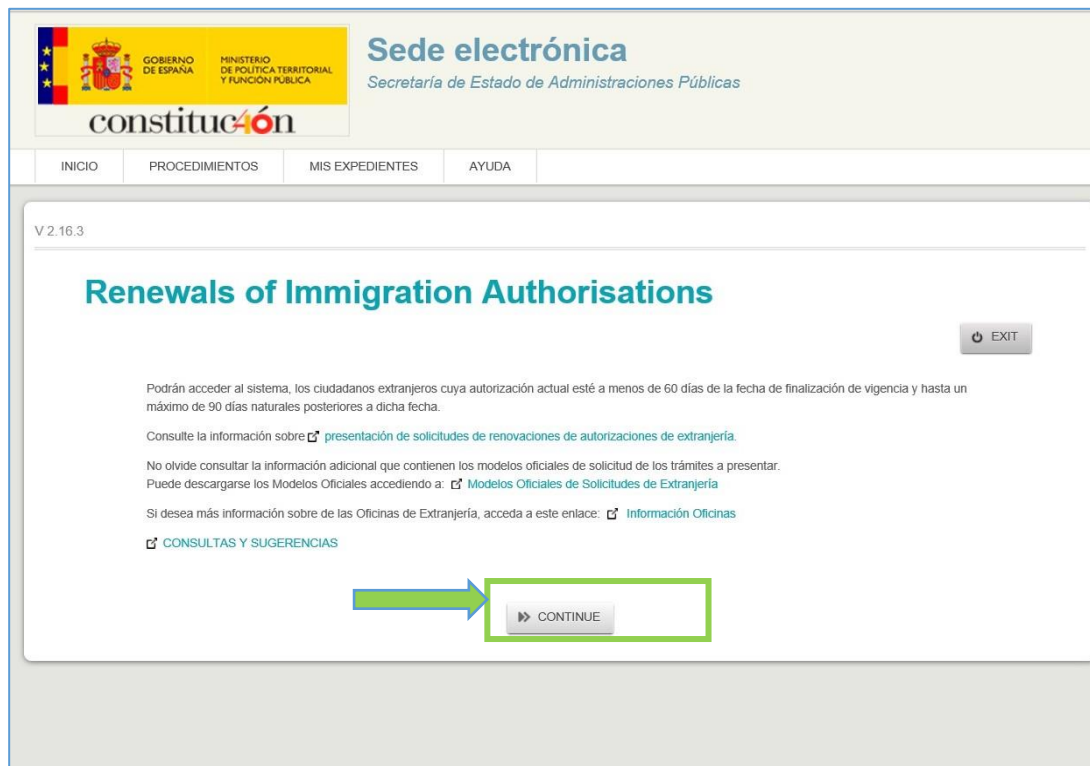 GOBIERNO
DE ESPAÑA
MINISTERIO
DE POLÍTICA TERRITORIAL
Y FUNCIÓN PÚBLICA
constituc40n
Sede electrónica
Secretaría de Estado de Administraciones Públicas
INICIO PROCEDIMIENTOS MIS EXPEDIENTES AYUDA
V 2.16.3
Renewals of Immigration Authorisations
EXIT
Podrán acceder al sistema, los ciudadanos extranjeros cuya autorización actual esté a menos de 60 días de la fecha de finalización de vigencia y hasta un
máximo de 90 días naturales posteriores a dicha fecha.
Consulte la información sobre presentación de solicitudes de renovaciones de autorizaciones de extranjería.
No olvide consultar la información adicional que contienen los modelos oficiales de solicitud de los trámites a presentar.
Puede descargarse los Modelos Oficiales accediendo a: Modelos Oficiales de Solicitudes de Extranjería
Si desea más información sobre de las Oficinas de Extranjería, acceda a este enlace: Información Oficinas
CONSULTAS Y SUGERENCIAS
CONTINUE